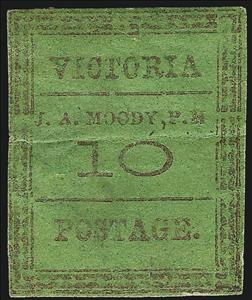 VICTORIA
J. A. MOODY, P. M
10
POSTAGE.